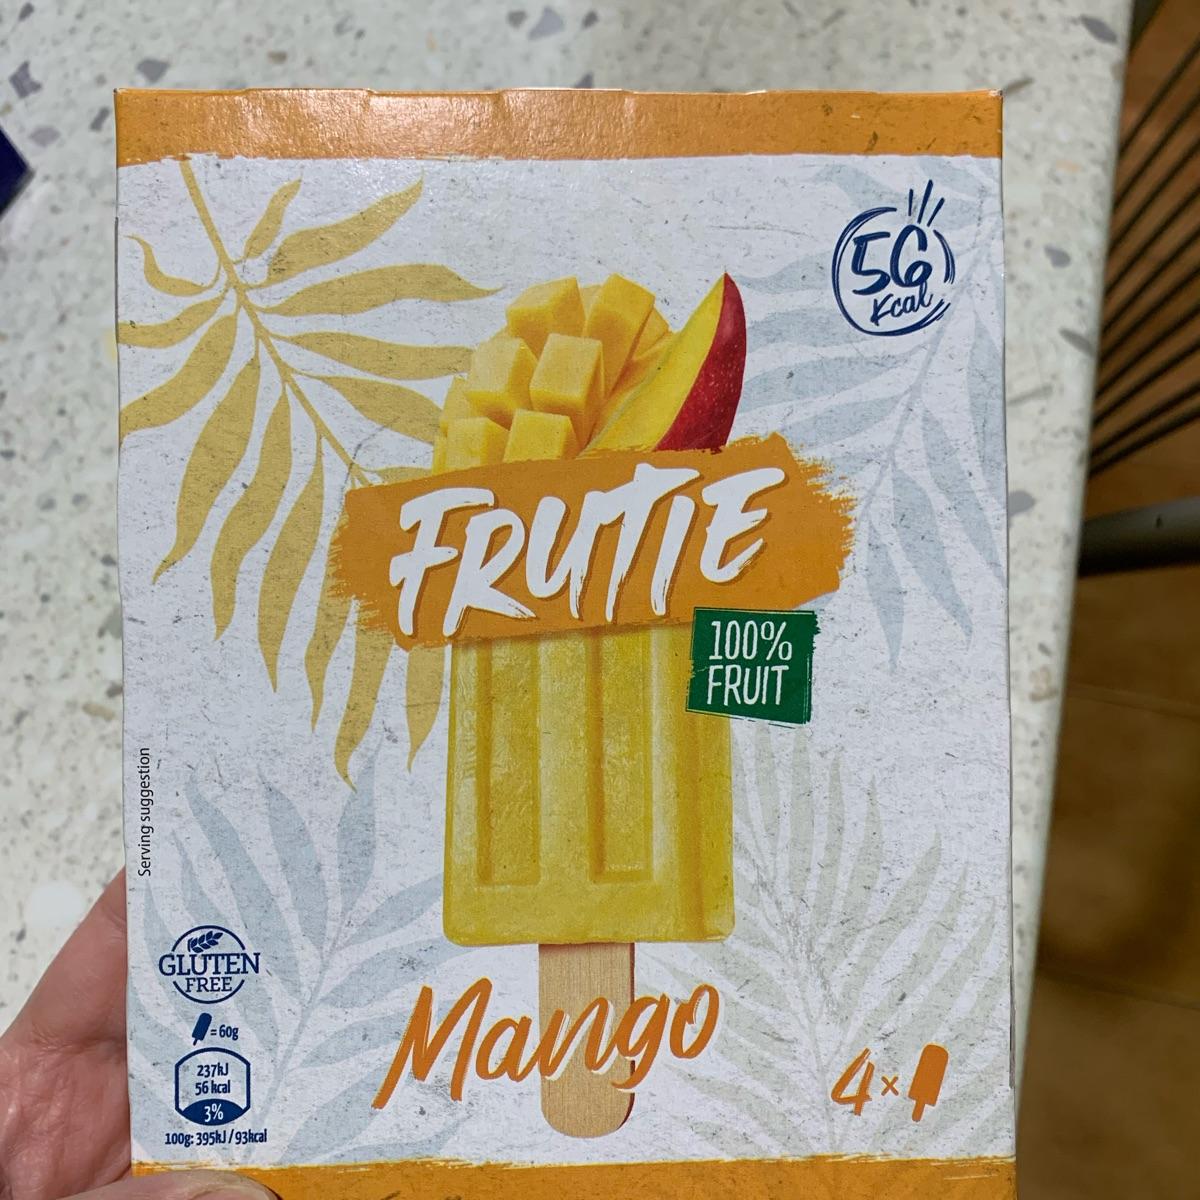 56
Kcal
FRUTIE
100%
FRUIT
Serving suggestion
GLUTEN
FREE
= 60g
237kJ
56 kcal
3%
100g: 395kJ / 93kcal
Mango
4×